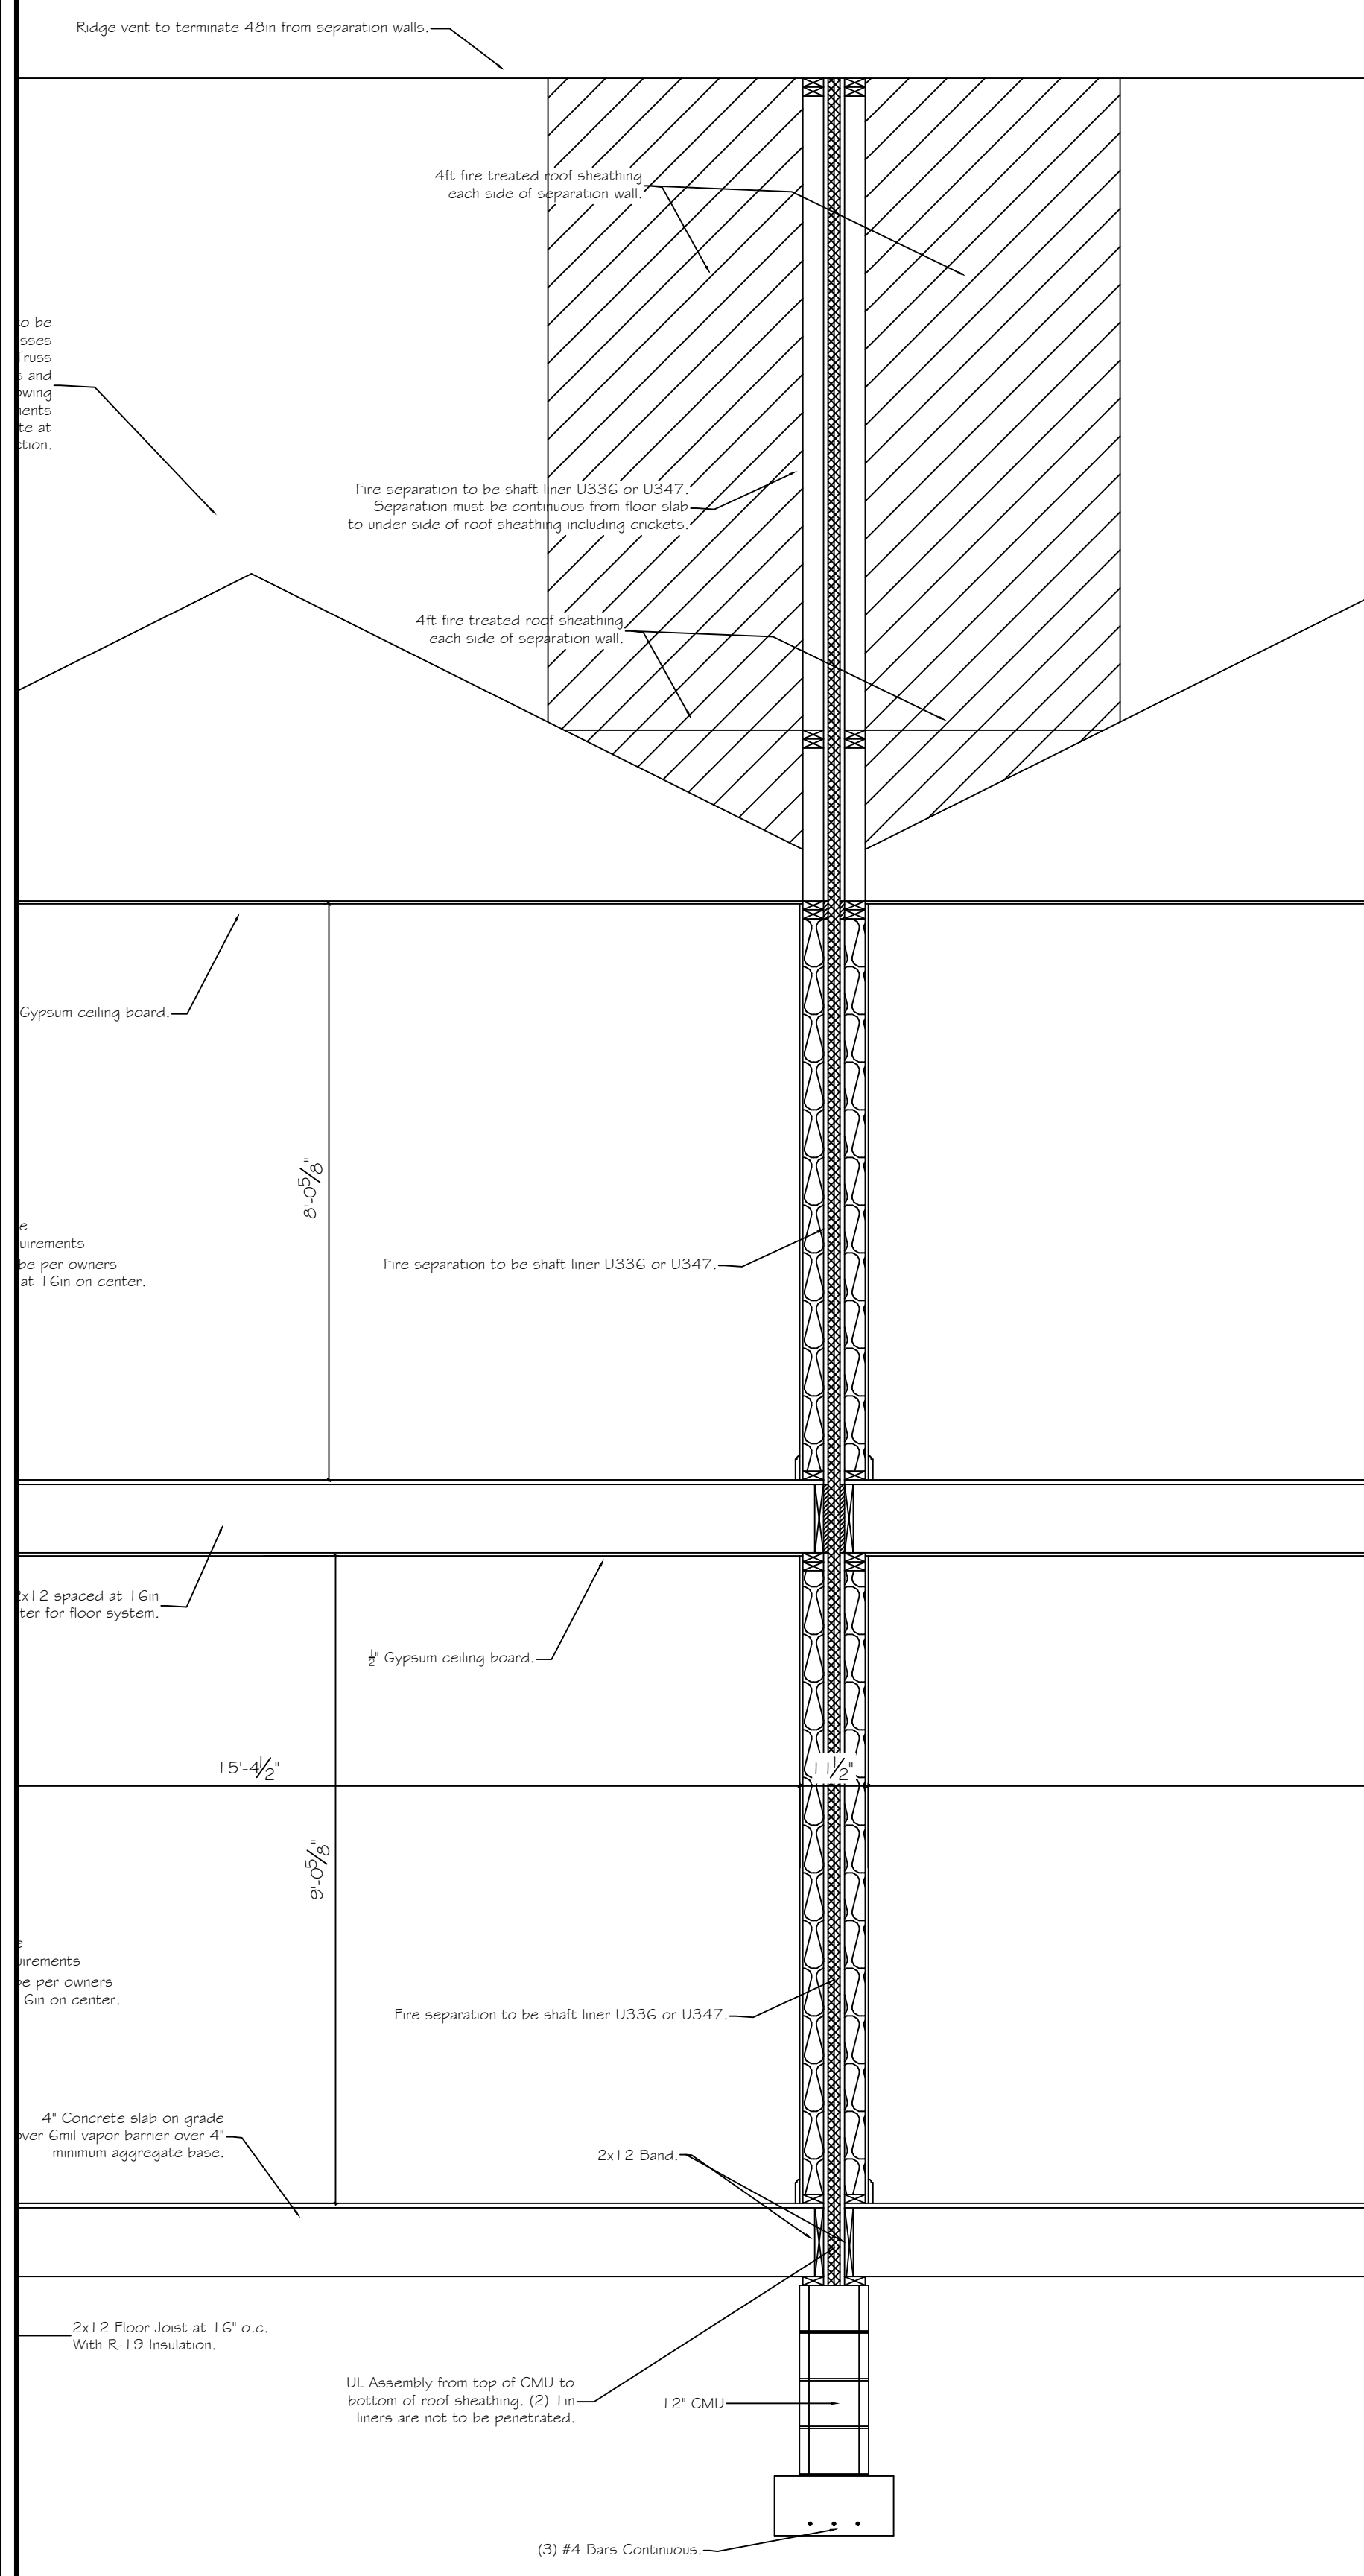 Ridge vent to terminate 48in from separation walls.
4ft fire treated roof sheathing
each side of separation wall.
to be
Truss
and
at
Fire separation to be shaft liner U336 or U347.
Separation must be continuous from floor slab
to under side of roof sheathing including crickets.
4ft fire treated roof sheathing
each side of separation wall.
Gypsum ceiling board.
8'-0 5/8"
uirements
be per owners
at 16in on center.
Fire separation to be shaft liner U336 or U347.
2x12 spaced at 16in
ter for floor system.
½" Gypsum ceiling board.
15'-4 1/2"
11 1/2"
9'-0 5/8"
uirements
be per owners
6in on center.
Fire separation to be shaft liner U336 or U347.
4" Concrete slab on grade
over 6mil vapor barrier over 4"
minimum aggregate base.
2x12 Band.
2x12 Floor Joist at 16" o.c.
With R-19 Insulation.
UL Assembly from top of CMU to
bottom of roof sheathing. (2) 1in
liners are not to be penetrated.
12" CMU
(3) #4 Bars Continuous.